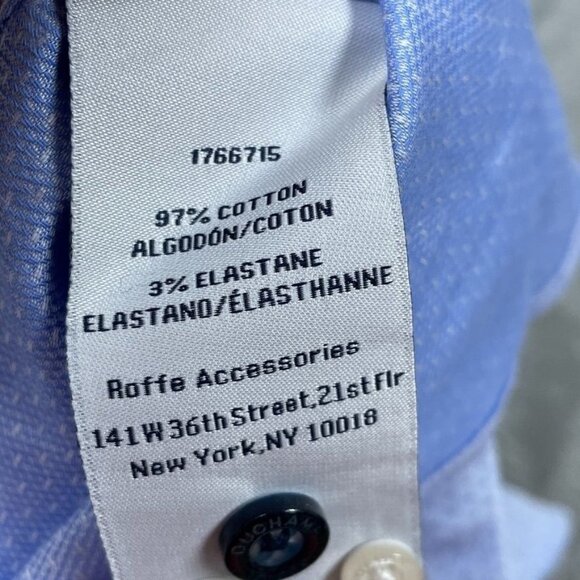 1766715
97% COTTON
ALGODÓN/COTON
3% ELASTANE
ELASTANO/ÉLASTHANNE
Roffe Accessories
141 W 36th Street,21st Flr
New York,NY 10018